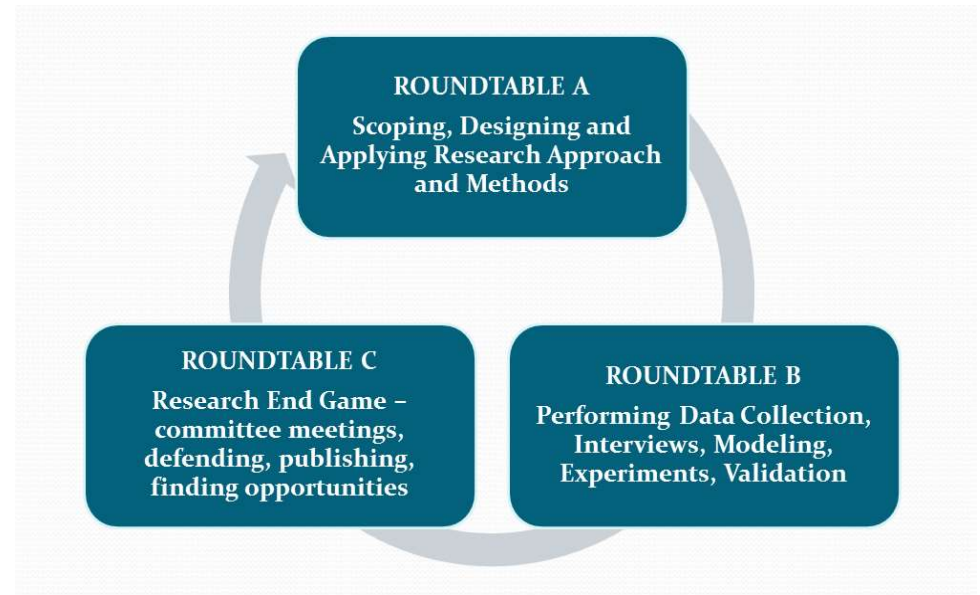 ROUNDTABLE A
Scoping, Designing and
Applying Research Approach
and Methods
ROUNDTABLE C
Research End Game –
committee meetings,
defending, publishing,
finding opportunities
ROUNDTABLE B
Performing Data Collection,
Interviews, Modeling,
Experiments, Validation